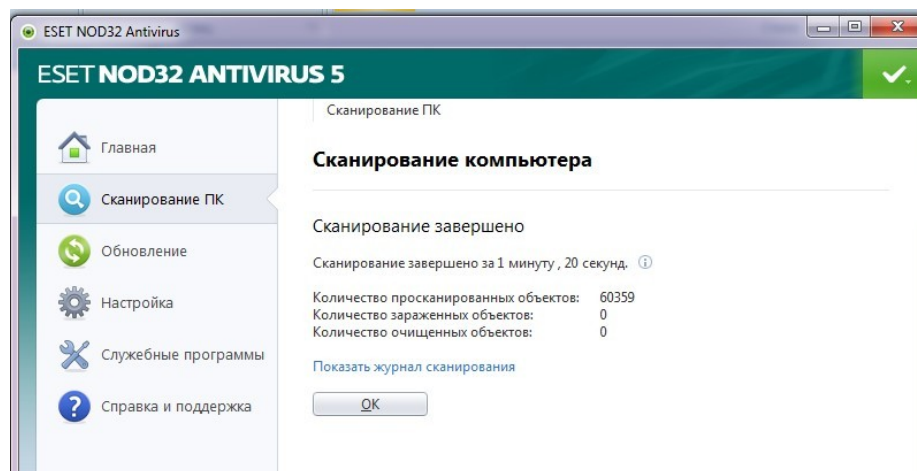 ESET NOD32 Antivirus
ESET NOD32 ANTIVIRUS 5
Главная
Сканирование ПК
Обновление
Настройка
Служебные программы
Справка и поддержка
Сканирование ПК
Сканирование компьютера
Сканирование завершено
Сканирование завершено за 1 минуту , 20 секунд.
Количество просканированных объектов: 60359
Количество зараженных объектов: 0
Количество очищенных объектов: 0
Показать журнал сканирования
OK